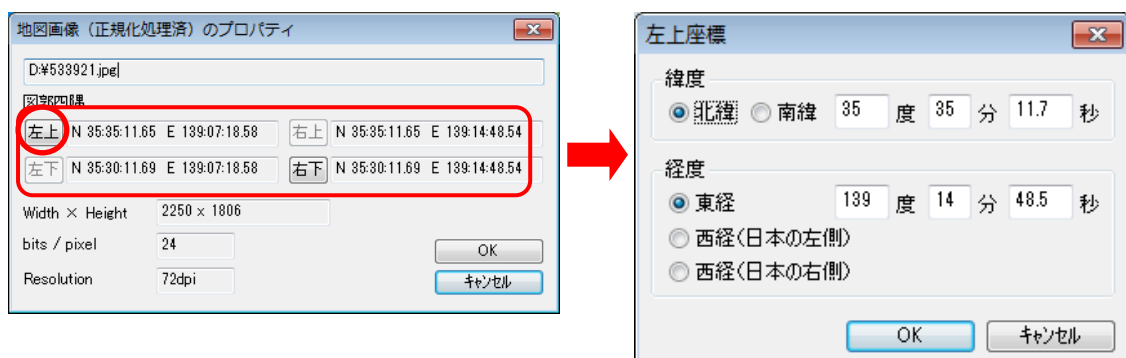 地図画像（正規化処理済）のプロパティ
D:¥533921.jpg
図郭四隅
左上 N 35:35:11.65 E 139:07:18.58 右上 N 35:35:11.65 E 139:14:48.54
左下 N 35:30:11.69 E 139:07:18.58 右下 N 35:30:11.69 E 139:14:48.54
Width × Height 2250 × 1806
bits / pixel 24
OK
Resolution 72dpi
キャンセル
左上座標
緯度
北緯 南緯 35 度 35 分 11.7 秒
経度
東経 139 度 14 分 48.5 秒
西経(日本の左側)
西経(日本の右側)
OK キャンセル